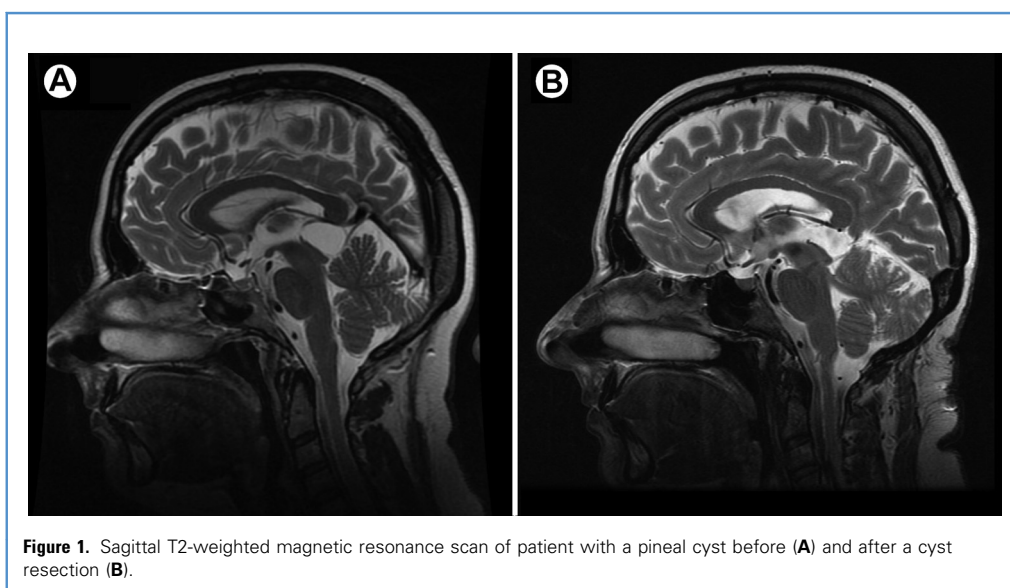 A
B
Figure 1. Sagittal T2-weighted magnetic resonance scan of patient with a pineal cyst before (A) and after a cyst
resection (B).